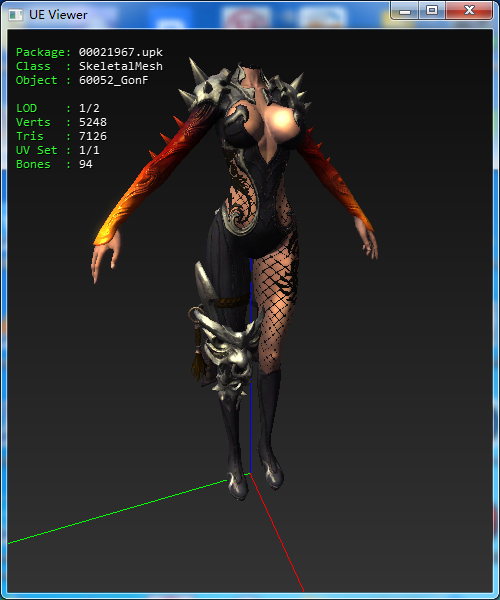 UE Viewer
Package: 00021967.upk
Class  : SkeletalMesh
Object : 60052_GonF
LOD    : 1/2
Verts  : 5248
Tris   : 7126
UV Set : 1/1
Bones  : 94